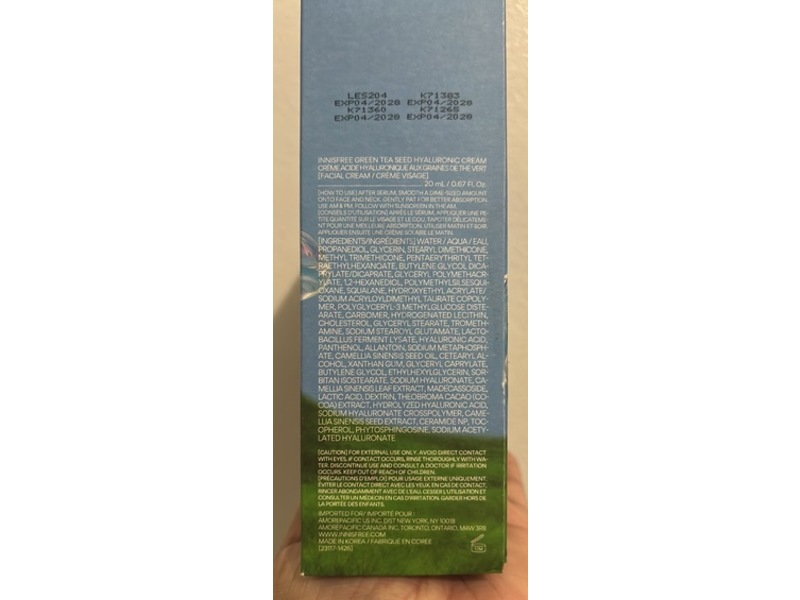 LES204 K71383
EXP04/2028 EXP04/2028
K71360 K71265
EXP04/2028 EXP04/2028
INNISFREE GREEN TEA SEED HYALURONIC CREAM
CRÈME ACIDE HYALURONIQUE AUX GRAINES DE THÉ VERT
[FACIAL CREAM / CRÈME VISAGE]
20 mL / 0.67 Fl. Oz.
[HOW TO USE] AFTER SERUM, SMOOTH A DIME-SIZED AMOUNT
ONTO FACE AND NECK. GENTLY PAT FOR BETTER ABSORPTION
USE AM & PM. FOLLOW WITH SUNSCREEN IN THE AM.
[CONSEILS D'UTILISATION] APRÈS LE SÉRUM, APPLIQUER UNE PE-
TITE QUANTITÉ SUR LE VISAGE ET LE COU. TAPOTER DÉLICATEME-
NT POUR UNE MEILLEURE ABSORPTION. UTILISER MATIN ET SOIR.
APPLIQUER ENSUITE UNE CRÈME SOLAIRE LE MATIN.
[INGREDIENTS/INGRÉDIENTS] WATER / AQUA / EAU,
PROPANEDIOL, GLYCERIN, STEARYL DIMETHICONE,
METHYL TRIMETHICONE, PENTAERYTHRITYL TET-
RAETHYLHEXANOATE, BUTYLENE GLYCOL DICA-
PRYLATE/DICAPRATE, GLYCERYL POLYMETHACR-
YLATE, 1,2-HEXANEDIOL, POLYMETHYLSILSESQUI-
OXANE, SQUALANE, HYDROXYETHYL ACRYLATE/
SODIUM ACRYLOYLDIMETHYL TAURATE COPOLY-
MER, POLYGLYCERYL-3 METHYLGLUCOSE DISTE-
ARATE, CARBOMER, HYDROGENATED LECITHIN,
CHOLESTEROL, GLYCERYL STEARATE, TROMETH-
AMINE, SODIUM STEAROYL GLUTAMATE, LACTO-
BACILLUS FERMENT LYSATE, HYALURONIC ACID,
PANTHENOL, ALLANTOIN, SODIUM METAPHOSPH-
ATE, CAMELLIA SINENSIS SEED OIL, CETEARYL AL-
COHOL, XANTHAN GUM, GLYCERYL CAPRYLATE,
BUTYLENE GLYCOL, ETHYLHEXYLGLYCERIN, SOR-
BITAN ISOSTEARATE, SODIUM HYALURONATE, CA-
MELLIA SINENSIS LEAF EXTRACT, MADECASSOSIDE,
LACTIC ACID, DEXTRIN, THEOBROMA CACAO (CO-
COA) EXTRACT, HYDROLYZED HYALURONIC ACID,
SODIUM HYALURONATE CROSSPOLYMER, CAME-
LLIA SINENSIS SEED EXTRACT, CERAMIDE NP, TOC-
OPHEROL, PHYTOSPHINGOSINE, SODIUM ACETY-
LATED HYALURONATE
[CAUTION] FOR EXTERNAL USE ONLY. AVOID DIRECT CONTACT
WITH EYES. IF CONTACT OCCURS, RINSE THOROUGHLY WITH WA-
TER. DISCONTINUE USE AND CONSULT A DOCTOR IF IRRITATION
OCCURS. KEEP OUT OF REACH OF CHILDREN.
[PRÉCAUTIONS D'EMPLOI] POUR USAGE EXTERNE UNIQUEMENT.
ÉVITER LE CONTACT DIRECT AVEC LES YEUX. EN CAS DE CONTACT,
RINCER ABONDAMMENT AVEC DE L'EAU. CESSER L'UTILISATION ET
CONSULTER UN MÉDECIN EN CAS D'IRRITATION. GARDER HORS DE
LA PORTÉE DES ENFANTS.
IMPORTED FOR/ IMPORTÉ POUR :
AMOREPACIFIC US INC. DIST NEW YORK, NY 10018
AMOREPACIFIC CANADA INC. TORONTO, ONTARIO, M4W 3R8
WWW.INNISFREE.COM
MADE IN KOREA / FABRIQUÉ EN CORÉE
[23117-1426]
12M